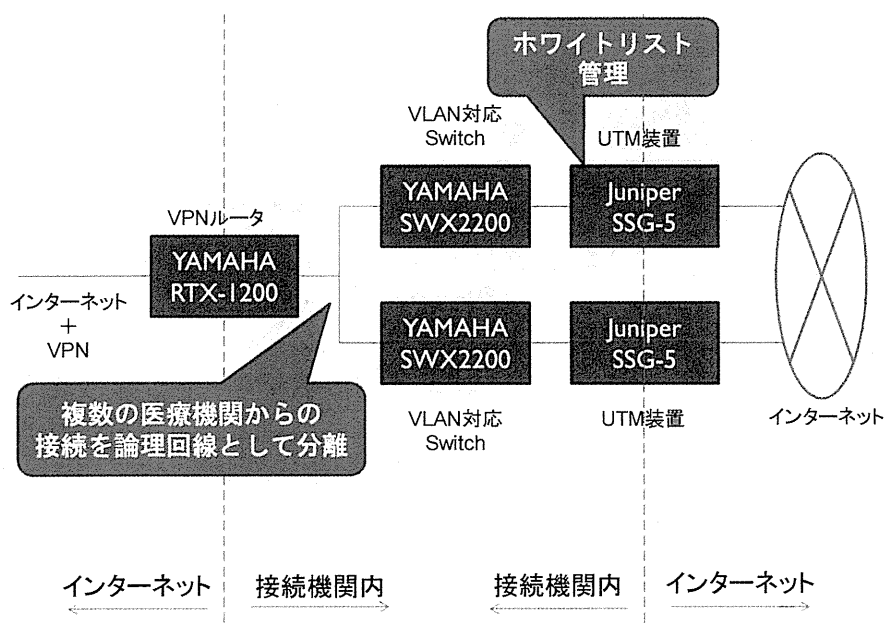 ホワイトリスト
管理
VLAN対応
Switch
UTM装置
YAMAHA
SWX2200
Juniper
SSG-5
VPNルータ
YAMAHA
RTX-1200
インターネット
+
VPN
YAMAHA
SWX2200
Juniper
SSG-5
複数の医療機関からの
接続を論理回線として分離
VLAN対応
Switch
UTM装置
インターネット
インターネット
接続機関内
接続機関内
インターネット